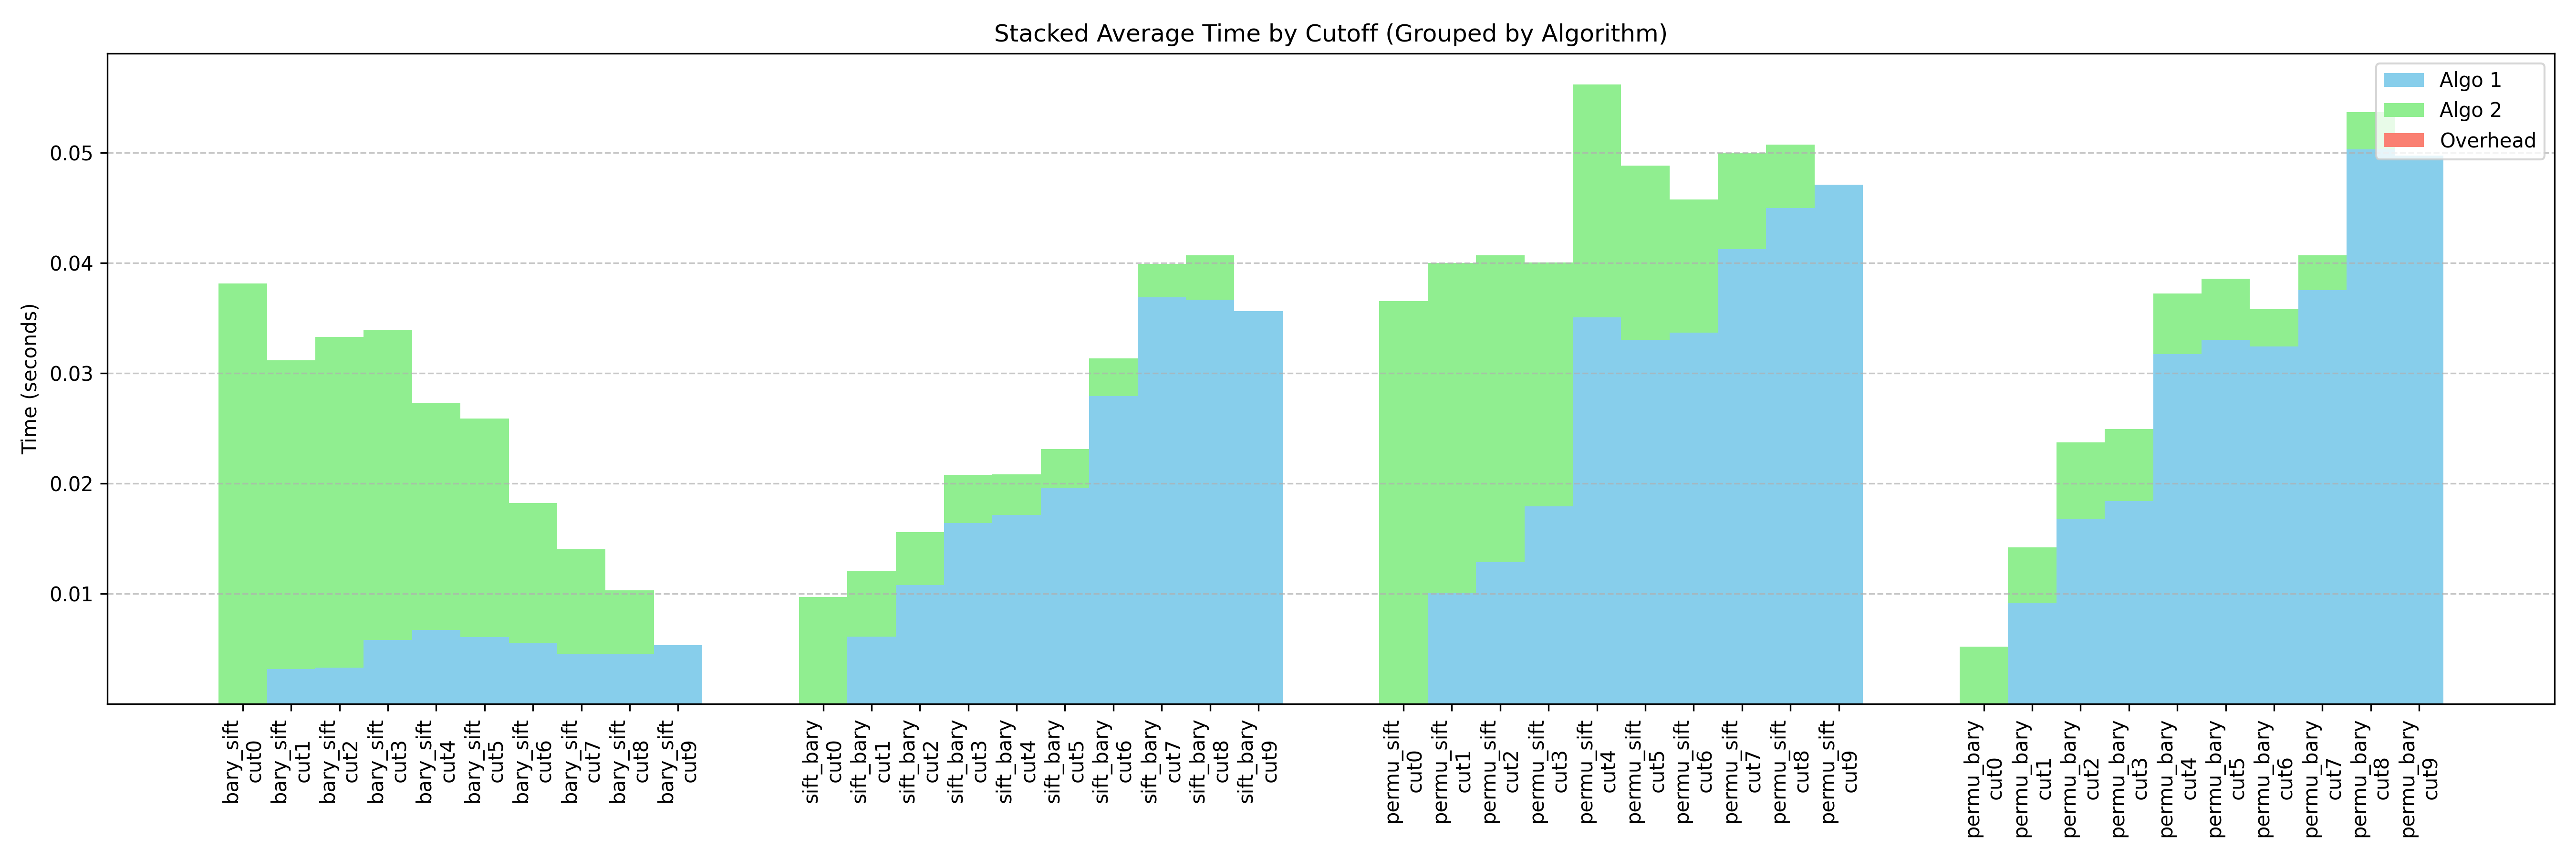 Stacked Average Time by Cutoff (Grouped by Algorithm)
Algo 1
Algo 2
Overhead
Time (seconds)
0.05
0.04
0.03
0.02
0.01
bary_sift
cut0
bary_sift
cut1
bary_sift
cut2
bary_sift
cut3
bary_sift
cut4
bary_sift
cut5
bary_sift
cut6
bary_sift
cut7
bary_sift
cut8
bary_sift
cut9
sift_bary
cut0
sift_bary
cut1
sift_bary
cut2
sift_bary
cut3
sift_bary
cut4
sift_bary
cut5
sift_bary
cut6
sift_bary
cut7
sift_bary
cut8
sift_bary
cut9
permu_sift
cut0
permu_sift
cut1
permu_sift
cut2
permu_sift
cut3
permu_sift
cut4
permu_sift
cut5
permu_sift
cut6
permu_sift
cut7
permu_sift
cut8
permu_sift
cut9
permu_bary
cut0
permu_bary
cut1
permu_bary
cut2
permu_bary
cut3
permu_bary
cut4
permu_bary
cut5
permu_bary
cut6
permu_bary
cut7
permu_bary
cut8
permu_bary
cut9